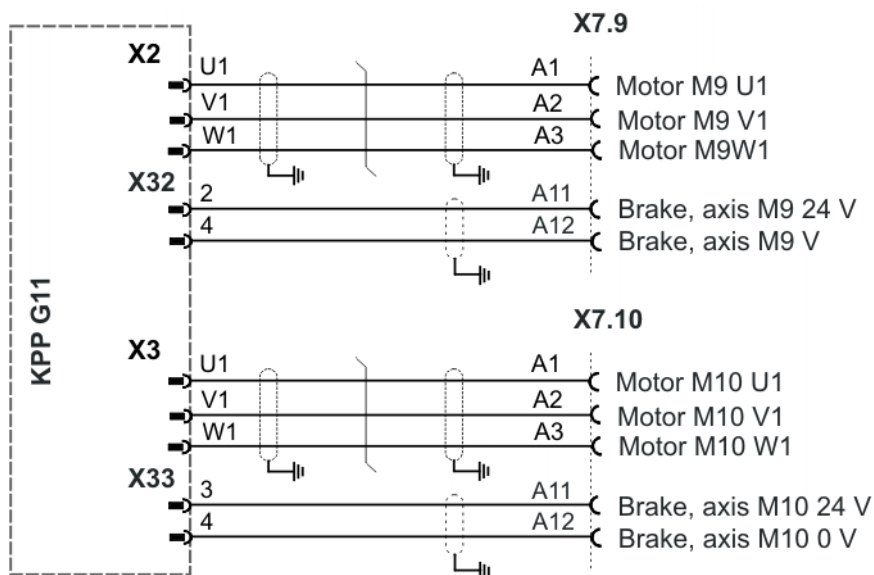 X7.9
X2
U1 A1 Motor M9 U1
V1 A2 Motor M9 V1
W1 A3 Motor M9W1
X32
2 A11 Brake, axis M9 24 V
4 A12 Brake, axis M9 V
KPP G11
X7.10
X3
U1 A1 Motor M10 U1
V1 A2 Motor M10 V1
W1 A3 Motor M10 W1
X33
3 A11 Brake, axis M10 24 V
4 A12 Brake, axis M10 0 V